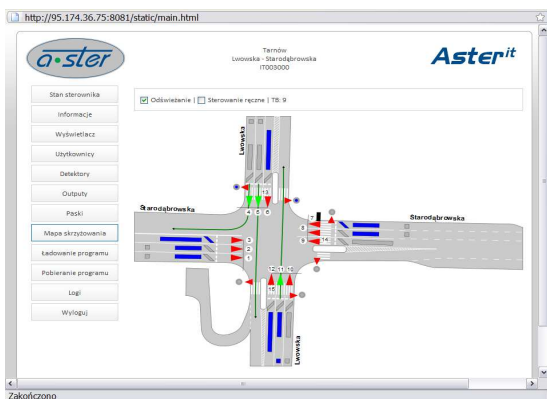 http://95.174.36.75:8081/static/main.html
a·ster
Tarnów
Lwowska - Starodąbrowska
IT003000
Asterit
Stan sterownika
Informacje
Wyświetlacz
Użytkownicy
Detektory
Outputy
Paski
Mapa skrzyżowania
Ładowanie programu
Pobieranie programu
Logi
Wyloguj
Odświeżanie | Sterowanie ręczne | TB: 9
Lwowska
13
4 5 6
Starodąbrowska
7
Starodąbrowska
8
9 14
3
2
1
12 11 10
15
Lwowska
Zakończono